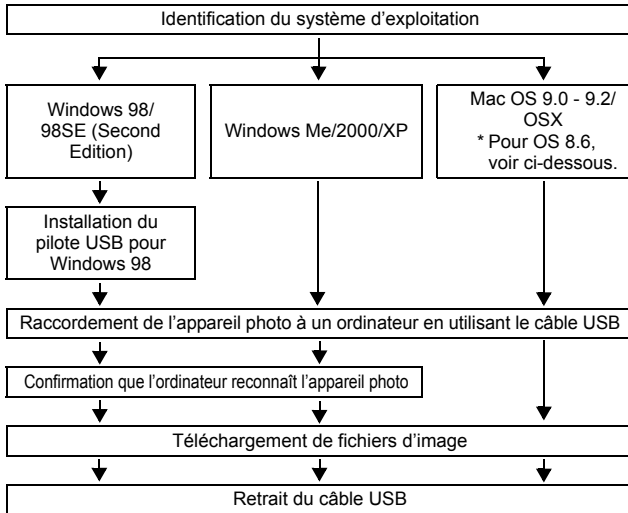 Identification du système d'exploitation
Windows 98/
98SE (Second
Edition)
Windows Me/2000/XP
Mac OS 9.0 - 9.2/
OSX
* Pour OS 8.6,
voir ci-dessous.
Installation du
pilote USB pour
Windows 98
Raccordement de l'appareil photo à un ordinateur en utilisant le câble USB
Confirmation que l'ordinateur reconnaît l'appareil photo
Téléchargement de fichiers d'image
Retrait du câble USB